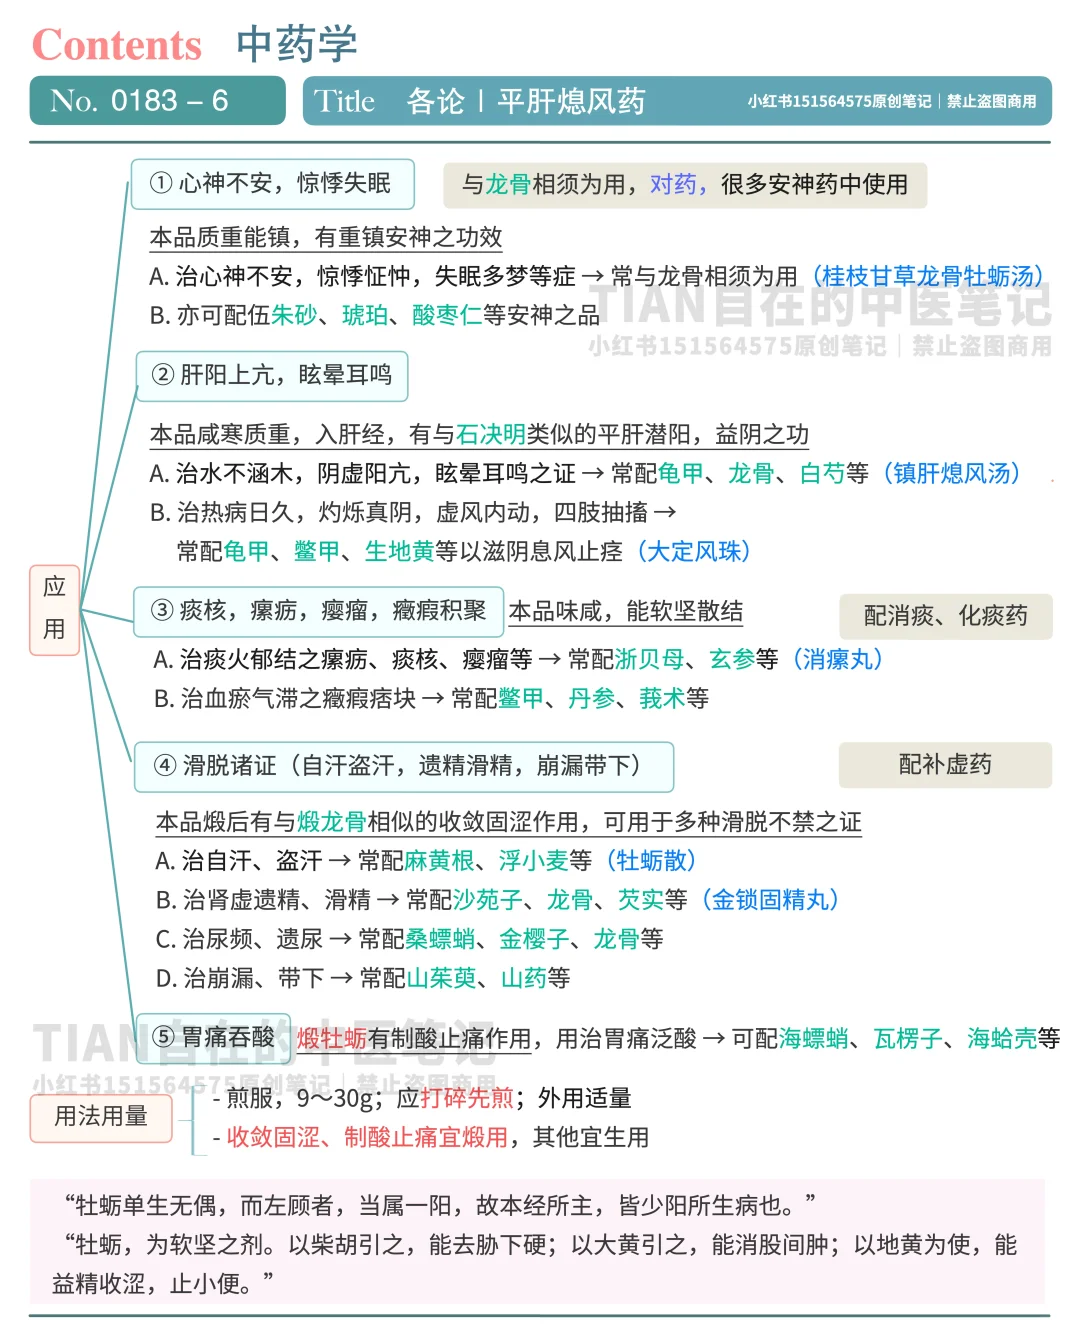 Contents 中药学
No. 0183 – 6
Title 各论丨平肝熄风药 小红书151564575原创笔记｜禁止盗图商用
① 心神不安，惊悸失眠
与龙骨相须为用，对药，很多安神药中使用
本品质重能镇，有重镇安神之功效
A. 治心神不安，惊悸怔忡，失眠多梦等症 → 常与龙骨相须为用（桂枝甘草龙骨牡蛎汤）
B. 亦可配伍朱砂、琥珀、酸枣仁等安神之品
TIAN自在的中医笔记
小红书151564575原创笔记｜禁止盗图商用
② 肝阳上亢，眩晕耳鸣
本品咸寒质重，入肝经，有与石决明类似的平肝潜阳，益阴之功
A. 治水不涵木，阴虚阳亢，眩晕耳鸣之证 → 常配龟甲、龙骨、白芍等（镇肝熄风汤）
B. 治热病日久，灼烁真阴，虚风内动，四肢抽搐 →
常配龟甲、鳖甲、生地黄等以滋阴息风止痉（大定风珠）
应用
③ 痰核，瘰疬，瘿瘤，癥瘕积聚 本品味咸，能软坚散结
配消痰、化痰药
A. 治痰火郁结之瘰疬、痰核、瘿瘤等 → 常配浙贝母、玄参等（消瘰丸）
B. 治血瘀气滞之癥瘕痞块 → 常配鳖甲、丹参、莪术等
④ 滑脱诸证（自汗盗汗，遗精滑精，崩漏带下）
配补虚药
本品煅后有与煅龙骨相似的收敛固涩作用，可用于多种滑脱不禁之证
A. 治自汗、盗汗 → 常配麻黄根、浮小麦等（牡蛎散）
B. 治肾虚遗精、滑精 → 常配沙苑子、龙骨、芡实等（金锁固精丸）
C. 治尿频、遗尿 → 常配桑螵蛸、金樱子、龙骨等
D. 治崩漏、带下 → 常配山茱萸、山药等
⑤ 胃痛吞酸 煅牡蛎有制酸止痛作用，用治胃痛泛酸 → 可配海螵蛸、瓦楞子、海蛤壳等
TIAN自在的中医笔记
小红书151564575原创笔记｜禁止盗图商用
用法用量
- 煎服，9～30g；应打碎先煎；外用适量
- 收敛固涩、制酸止痛宜煅用，其他宜生用
“牡蛎单生无偶，而左顾者，当属一阳，故本经所主，皆少阳所生病也。”
“牡蛎，为软坚之剂。以柴胡引之，能去胁下硬；以大黄引之，能消股间肿；以地黄为使，能
益精收涩，止小便。”